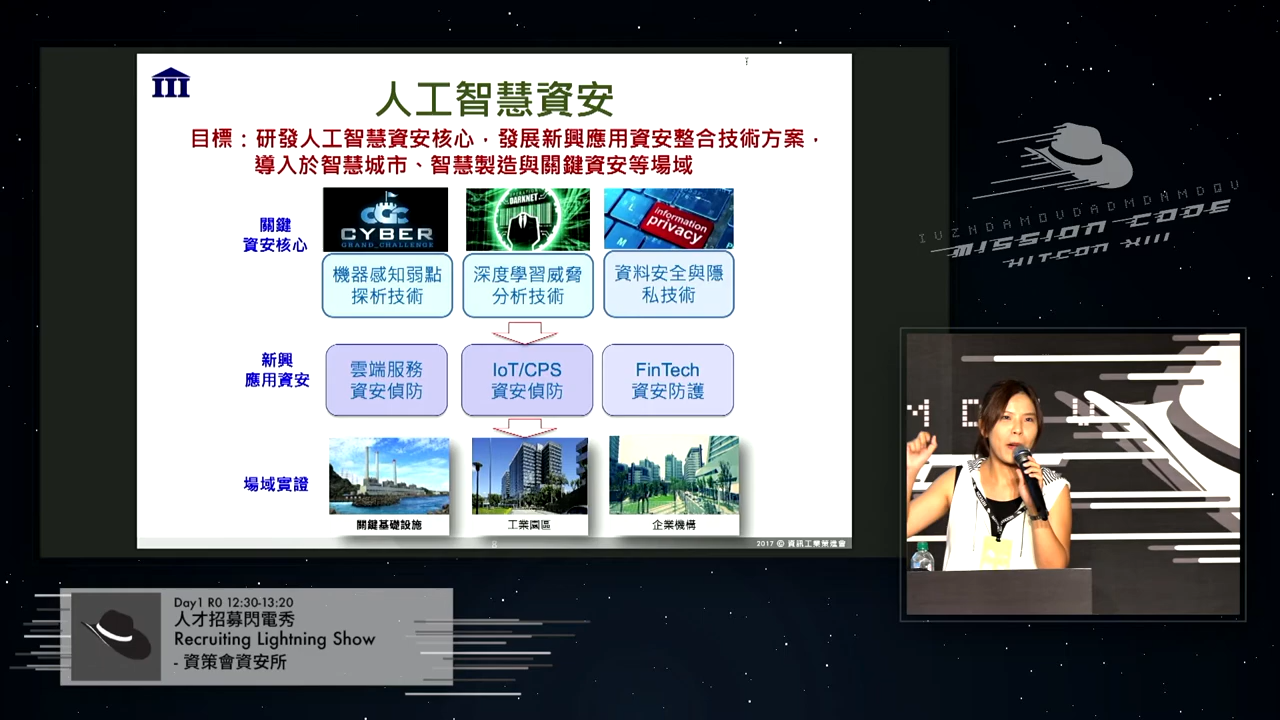 人工智慧資安
目標：研發人工智慧資安核心，發展新興應用資安整合技術方案，
導入於智慧城市、智慧製造與關鍵資安等場域
關鍵
資安核心
CGC
CYBER
GRAND_CHALLENGE
DARKNET
information
privacy
機器感知弱點
探析技術
深度學習威脅
分析技術
資料安全與隱
私技術
新興
應用資安
雲端服務
資安偵防
IoT/CPS
資安偵防
FinTech
資安防護
場域實證
關鍵基礎設施
工業園區
企業機構
8
2017 © 資訊工業策進會
IUZNDAMOUDADMDNHMDQU
MISSION CODE
HITCON XIII
Day1 R0 12:30-13:20
人才招募閃電秀
Recruiting Lightning Show
- 資策會資安所